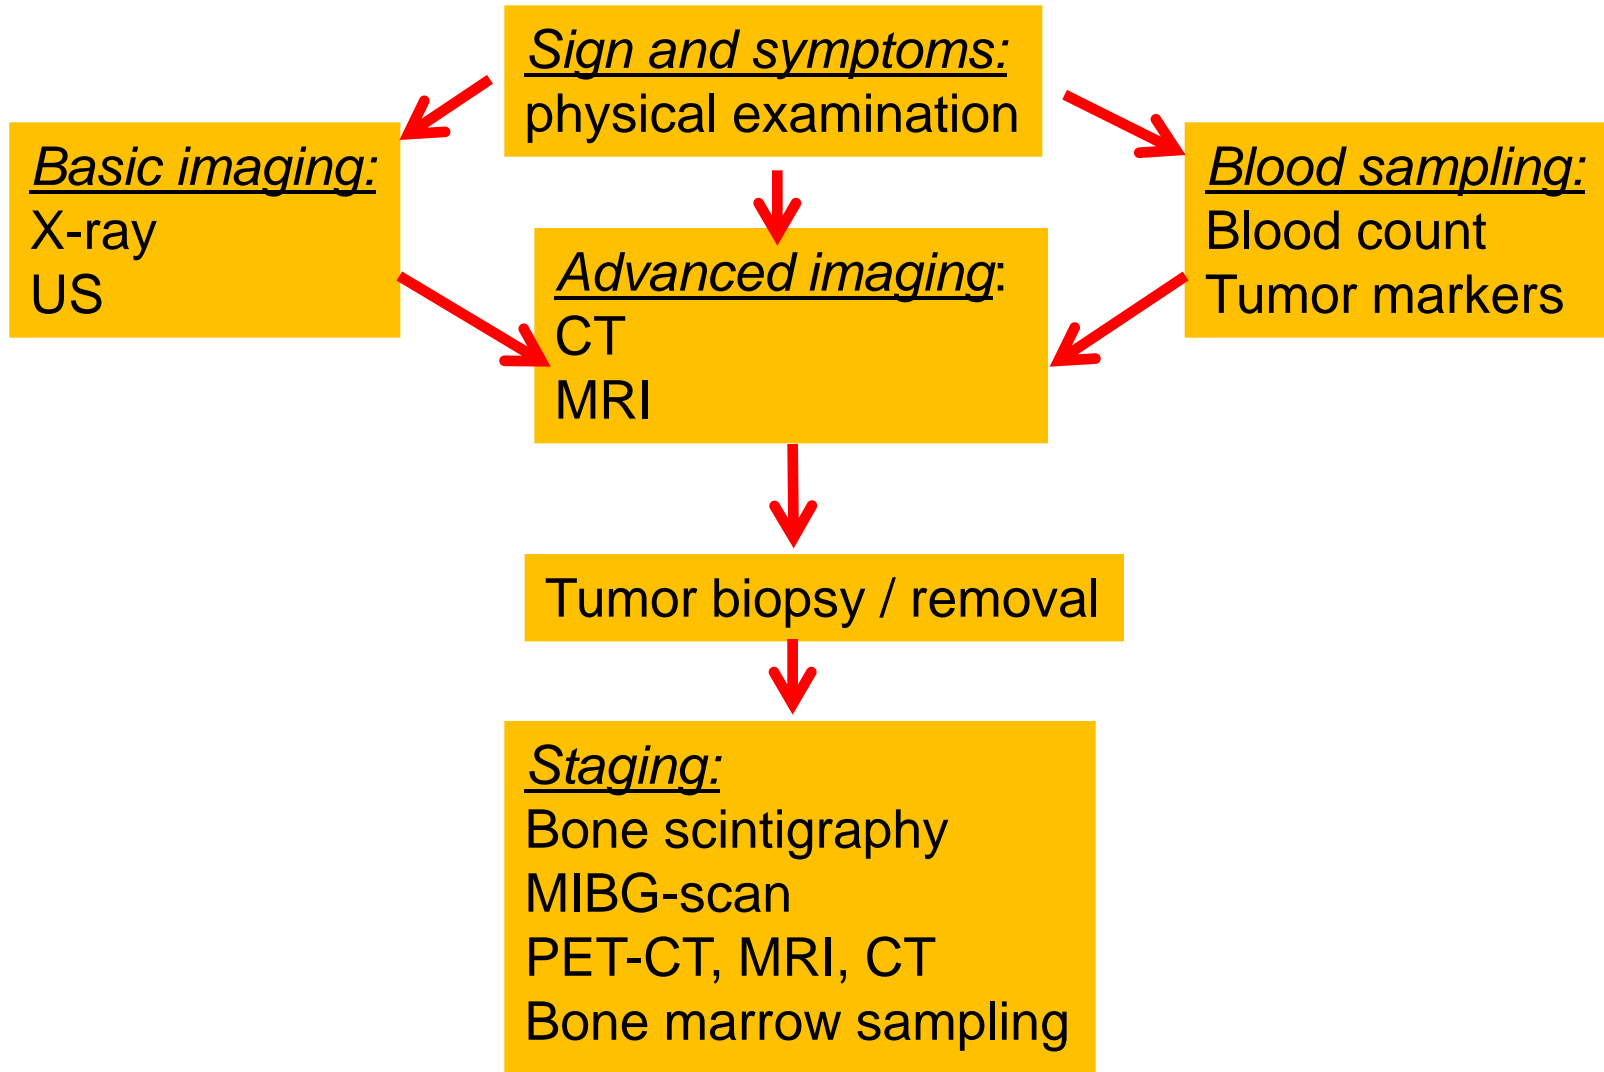 Sign and symptoms:
physical examination
Basic imaging:
X-ray
US
Blood sampling:
Blood count
Tumor markers
Advanced imaging:
CT
MRI
Tumor biopsy / removal
Staging:
Bone scintigraphy
MIBG-scan
PET-CT, MRI, CT
Bone marrow sampling